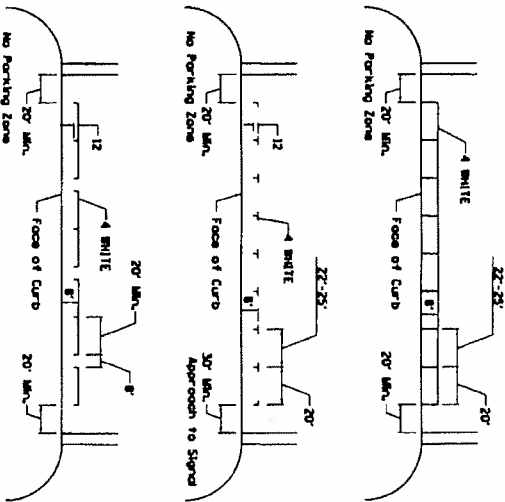 22'-25'
20'
4 WHITE
8'
20' Min.
Face of Curb
20' Min.
No Parking Zone
22'-25'
20'
12
4 WHITE
8'
20' Min.
Face of Curb
30' Min.
Approach to Signal
No Parking Zone
20' Min.
8'
12
4 WHITE
8'
20' Min.
Face of Curb
20' Min.
No Parking Zone